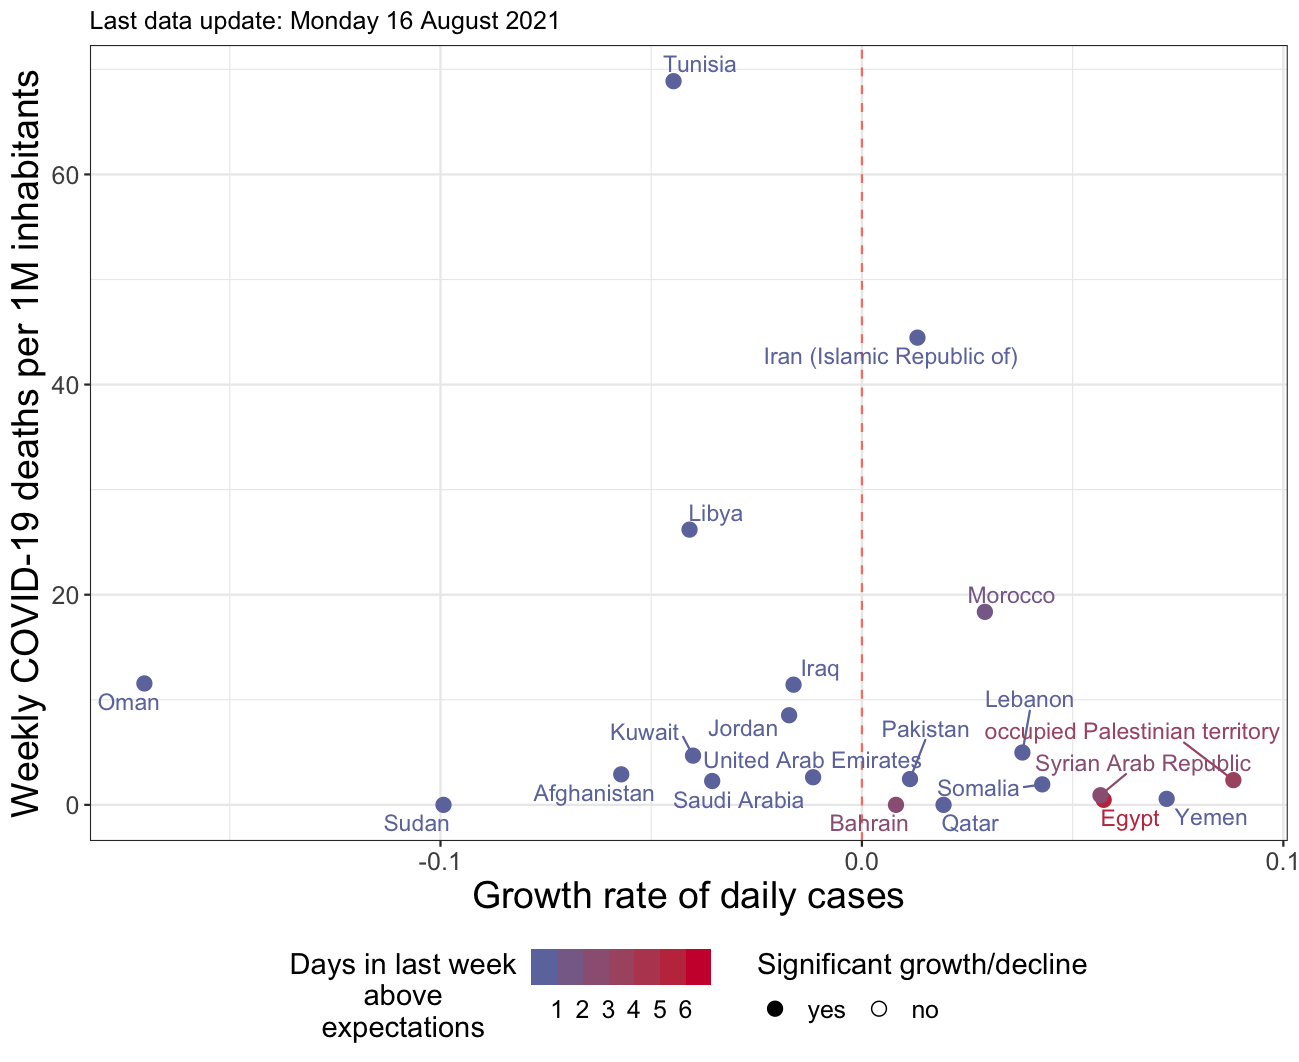 Last data update: Monday 16 August 2021
Weekly COVID-19 deaths per 1M inhabitants
60
40
20
0
Tunisia
Iran (Islamic Republic of)
Libya
Morocco
Iraq
Oman
Lebanon
Jordan
Pakistan
Kuwait
occupied Palestinian territory
United Arab Emirates
Syrian Arab Republic
Afghanistan
Saudi Arabia
Somalia
Sudan
Bahrain
Qatar
Egypt
Yemen
-0.1
0.0
0.1
Growth rate of daily cases
Days in last week
above
expectations
1 2 3 4 5 6
Significant growth/decline
yes no